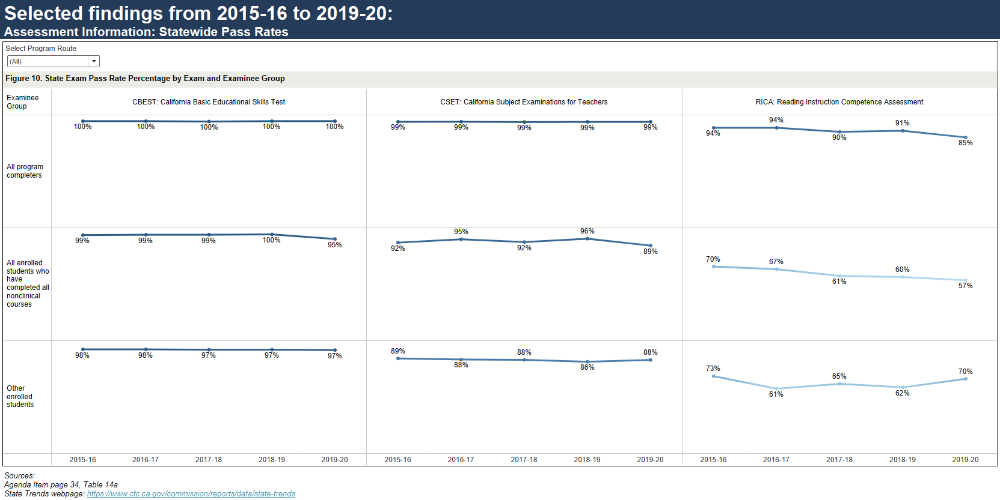 Selected findings from 2015-16 to 2019-20:
Assessment Information: Statewide Pass Rates
Select Program Route
(All)
Figure 10. State Exam Pass Rate Percentage by Exam and Examinee Group
Examinee
Group
CBEST: California Basic Educational Skills Test
CSET: California Subject Examinations for Teachers
RICA: Reading Instruction Competence Assessment
All program
completers
100% 100% 100% 100% 100%
99% 99% 99% 99% 99%
94% 94% 90% 91% 85%
All enrolled
students who
have
completed all
nonclinical
courses
99% 99% 99% 100% 95%
92% 95% 92% 96% 89%
70% 67% 61% 60% 57%
Other
enrolled
students
98% 98% 97% 97% 97%
89% 88% 88% 86% 88%
73% 61% 65% 62% 70%
2015-16 2016-17 2017-18 2018-19 2019-20
2015-16 2016-17 2017-18 2018-19 2019-20
2015-16 2016-17 2017-18 2018-19 2019-20
Sources:
Agenda Item page 34, Table 14a
State Trends webpage: https://www.ctc.ca.gov/commission/reports/data/state-trends